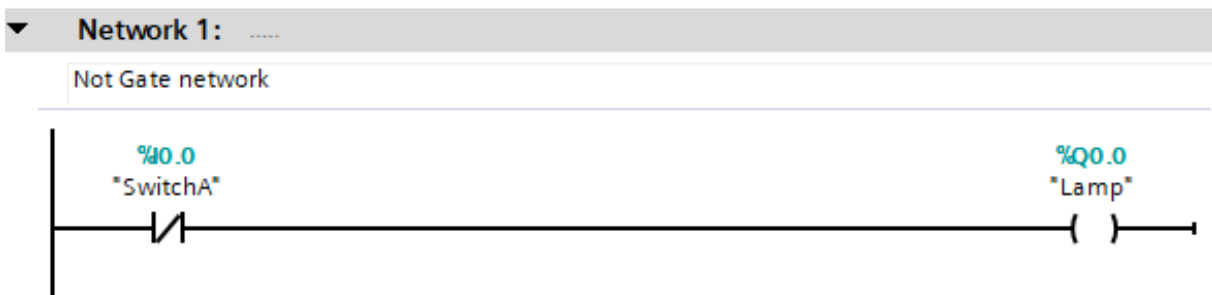 Network 1: .....
Not Gate network
%I0.0
%Q0.0
"SwitchA"
"Lamp"